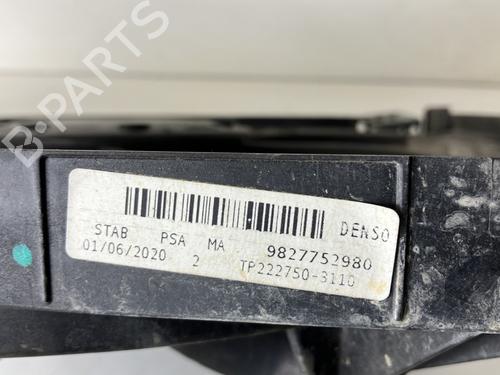 DENSO
STAB PSA MA 9827752980
01/06/2020 2 TP222750-3110
B-PARTS